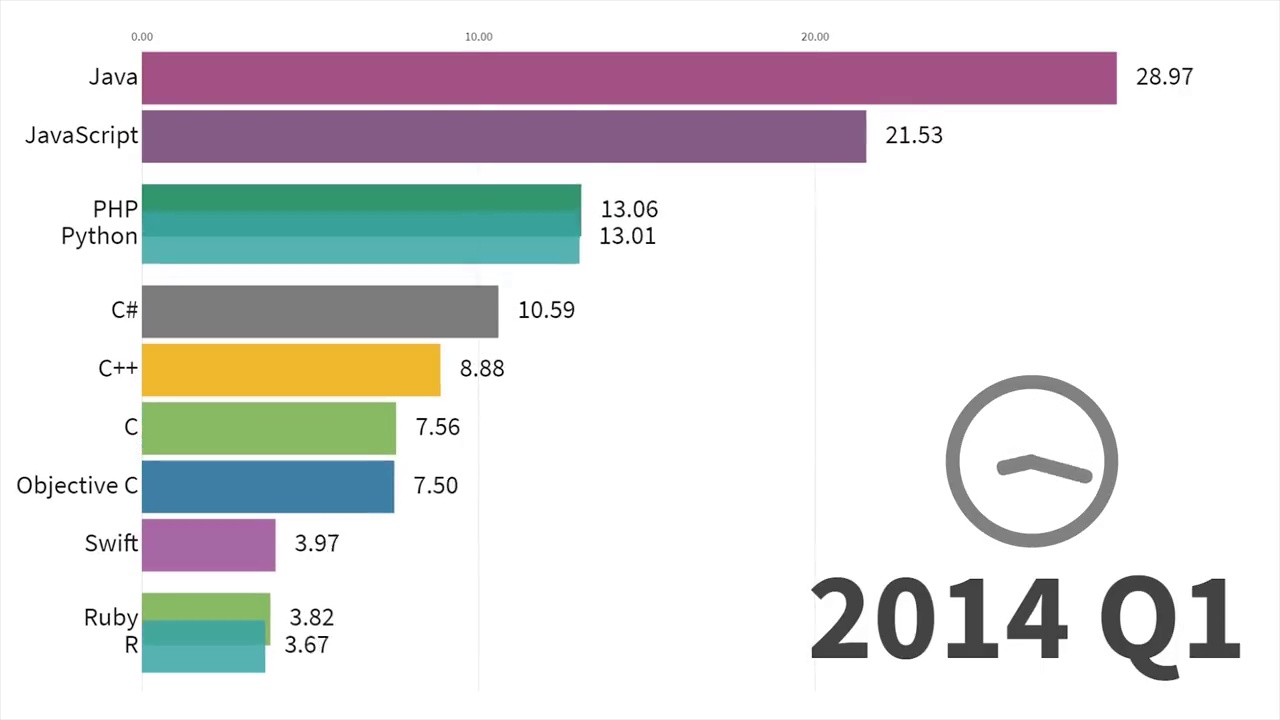 0.00 10.00 20.00
Java 28.97
JavaScript 21.53
PHP 13.06
Python 13.01
C# 10.59
C++ 8.88
C 7.56
Objective C 7.50
Swift 3.97
Ruby 3.82
R 3.67
2014 Q1